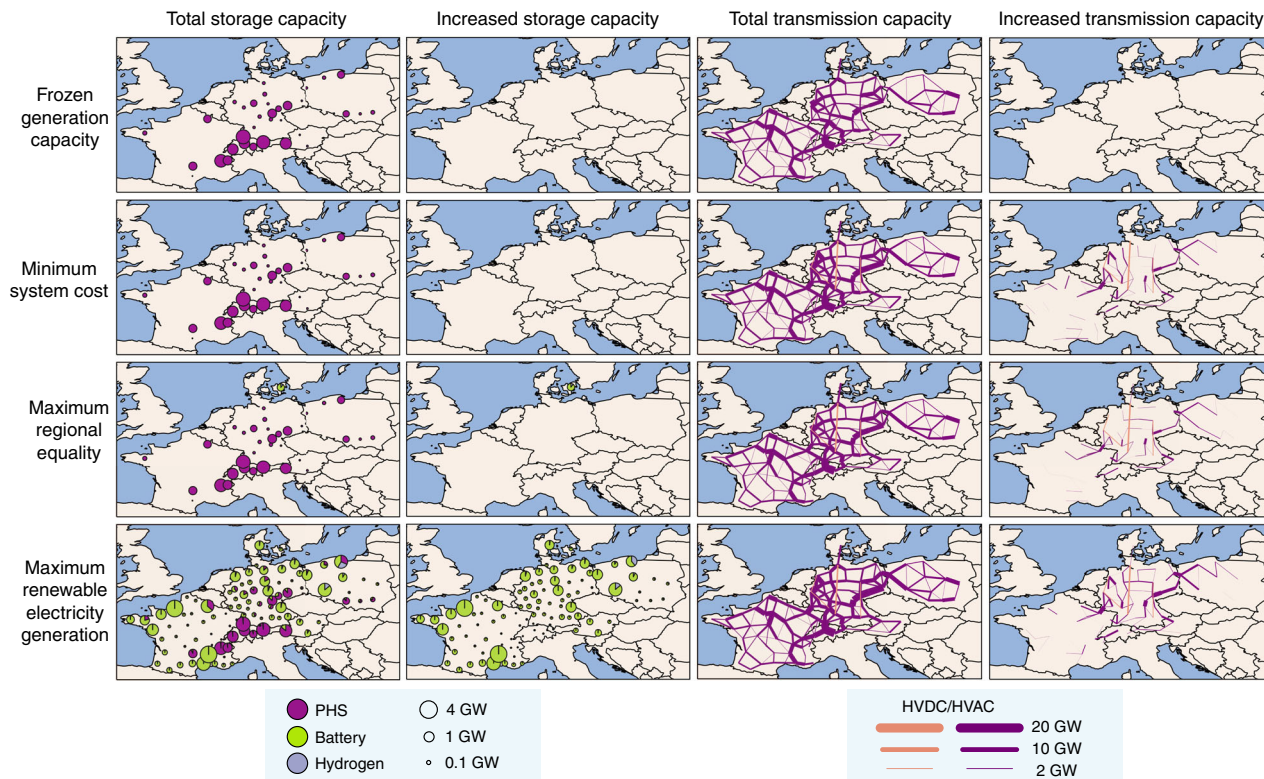 Total storage capacity
Increased storage capacity
Total transmission capacity
Increased transmission capacity
Frozen
generation
capacity
Minimum
system cost
Maximum
regional
equality
Maximum
renewable
electricity
generation
PHS
4 GW
Battery
1 GW
Hydrogen
0.1 GW
HVDC/HVAC
20 GW
10 GW
2 GW